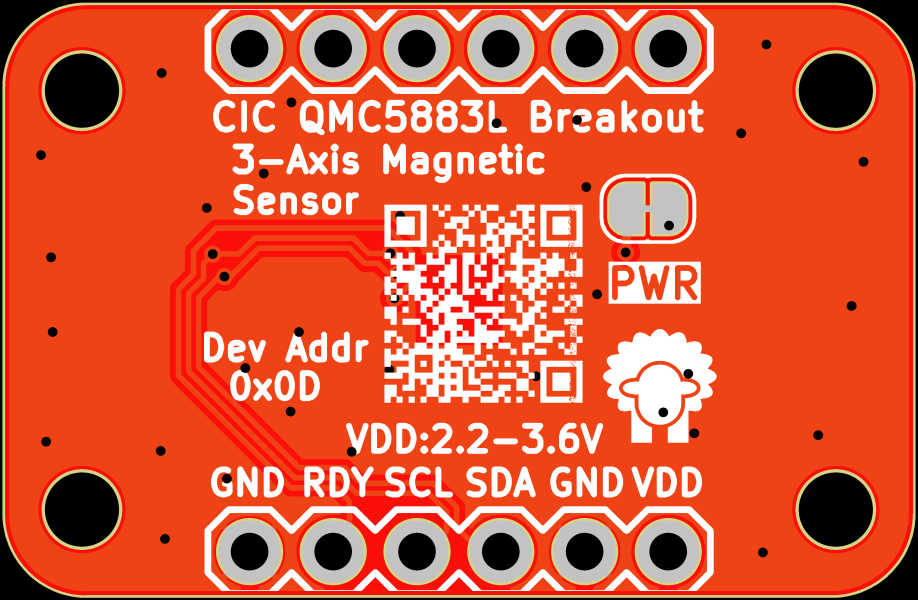 CIC QMC5883L Breakout
3-Axis Magnetic
Sensor
PWR
Dev Addr
0x0D
VDD:2.2-3.6V
GND RDY SCL SDA GND VDD